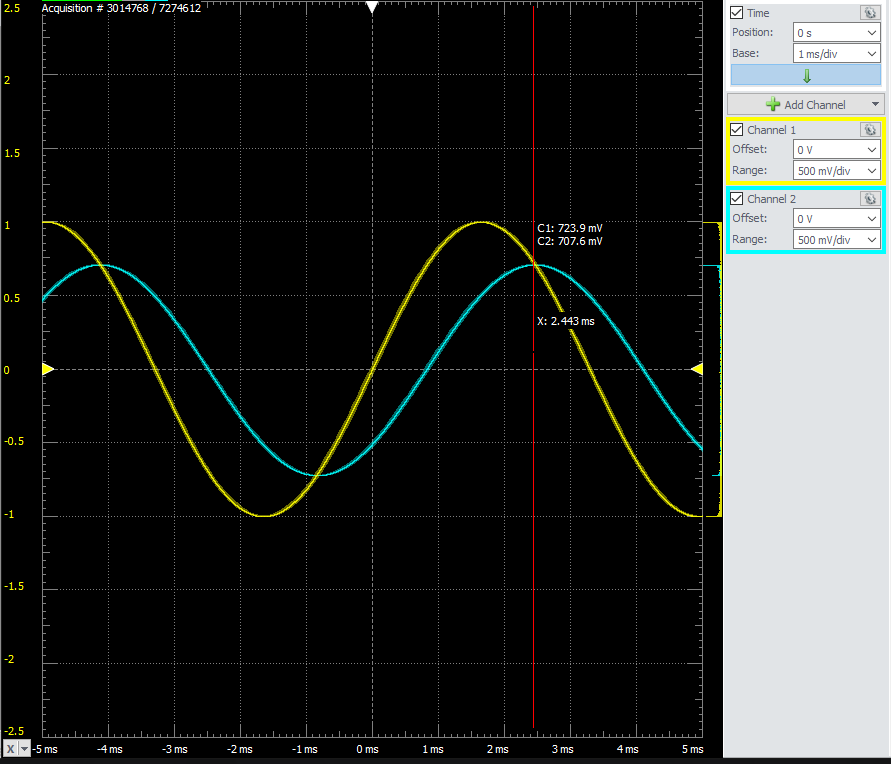 Acquisition # 3014768 / 7274612
2.5
2
1.5
1
0.5
0
-0.5
-1
-1.5
-2
-2.5
C1: 723.9 mV
C2: 707.6 mV
X: 2.443 ms
X
-5 ms
-4 ms
-3 ms
-2 ms
-1 ms
0 ms
1 ms
2 ms
3 ms
4 ms
5 ms
Time
Position: 0 s
Base: 1 ms/div
Add Channel
Channel 1
Offset: 0 V
Range: 500 mV/div
Channel 2
Offset: 0 V
Range: 500 mV/div